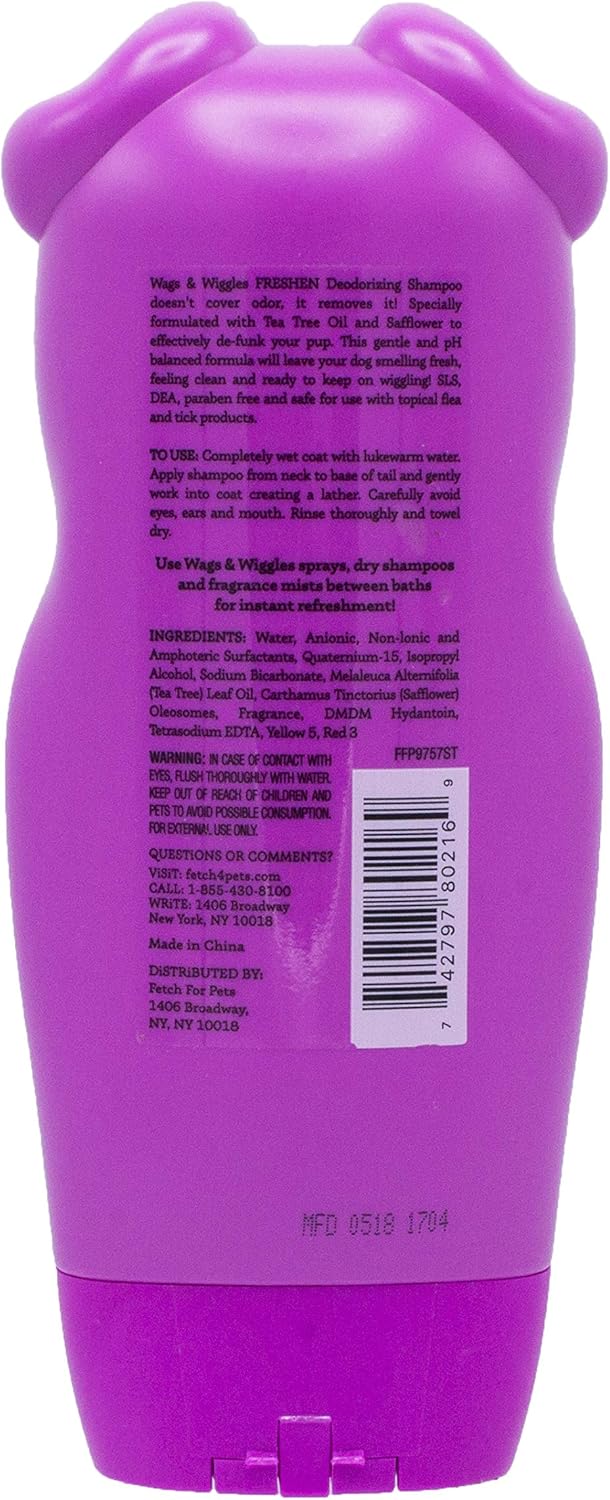 Wags & Wiggles FRESHEN Deodorizing Shampoo
doesn't cover odor, it removes it! Specially
formulated with Tea Tree Oil and Safflower to
effectively de-funk your pup. This gentle and pH
balanced formula will leave your dog smelling fresh,
feeling clean and ready to keep on wiggling! SLS,
DEA, paraben free and safe for use with topical flea
and tick products.
TO USE: Completely wet coat with lukewarm water.
Apply shampoo from neck to base of tail and gently
work into coat creating a lather. Carefully avoid
eyes, ears and mouth. Rinse thoroughly and towel
dry.
Use Wags & Wiggles sprays, dry shampoos
and fragrance mists between baths
for instant refreshment!
INGREDIENTS: Water, Anionic, Non-Ionic and
Amphoteric Surfactants, Quaternium-15, Isopropyl
Alcohol, Sodium Bicarbonate, Melaleuca Alternifolia
(Tea Tree) Leaf Oil, Carthamus Tinctorius (Safflower)
Oleosomes, Fragrance, DMDM Hydantoin,
Tetrasodium EDTA, Yellow 5, Red 3
WARNING: IN CASE OF CONTACT WITH
EYES, FLUSH THOROUGHLY WITH WATER.
KEEP OUT OF REACH OF CHILDREN AND
PETS TO AVOID POSSIBLE CONSUMPTION.
FOR EXTERNAL USE ONLY.
FFP9757ST
7 42797 80216 9
QUESTiONS OR COMMENTS?
ViSiT: fetch4pets.com
CALL: 1-855-430-8100
WRiTE: 1406 Broadway
New York, NY 10018
Made in China
DiSTRiBUTED BY:
Fetch For Pets
1406 Broadway,
NY, NY 10018
MFD 0518 1704